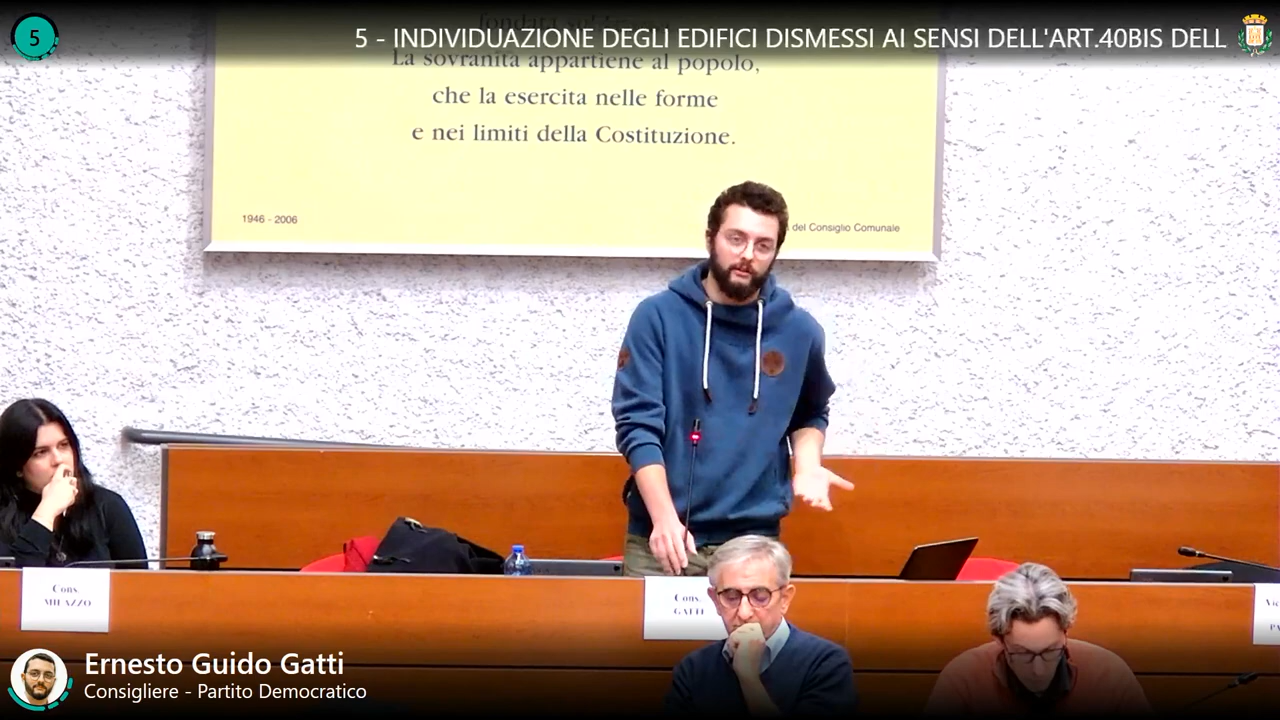 5
5 - INDIVIDUAZIONE DEGLI EDIFICI DISMESSI AI SENSI DELL'ART.40BIS DELL
fondata sul
La sovranità appartiene al popolo,
che la esercita nelle forme
e nei limiti della Costituzione.
1946 - 2006
del Consiglio Comunale
Cons.
MILAZZO
Cons.
GATTI
Ernesto Guido Gatti
Consigliere - Partito Democratico